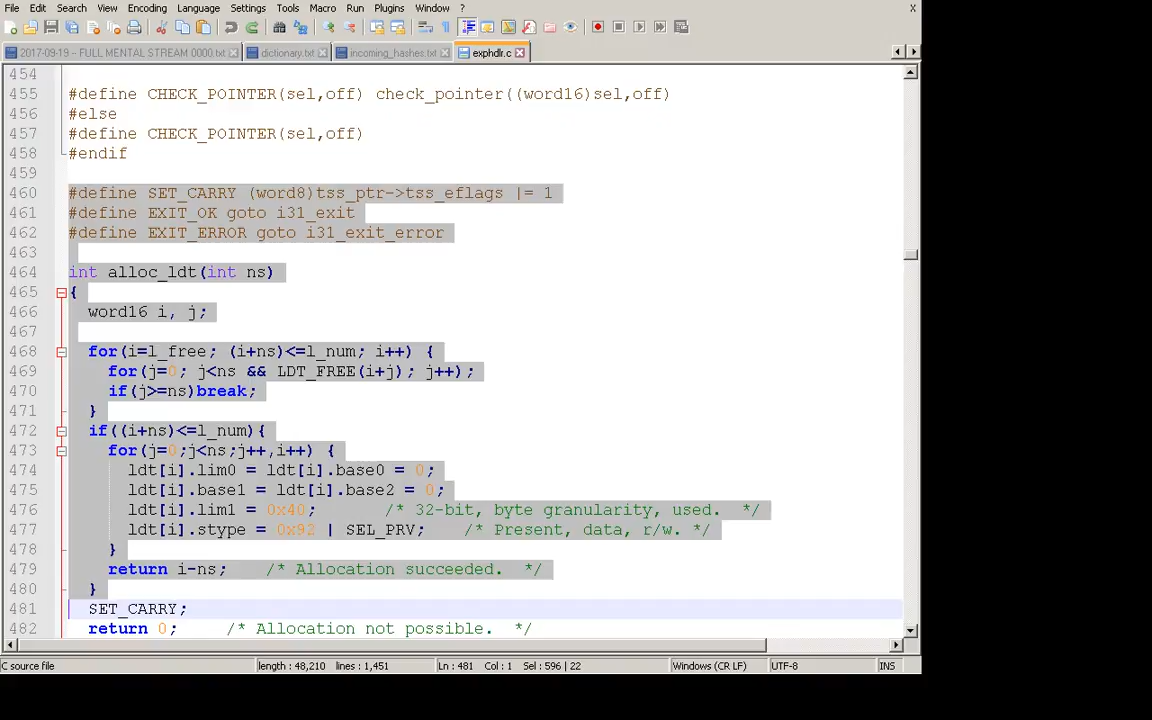 File Edit Search View Encoding Language Settings Tools Macro Run Plugins Window ? X
2017-09-19 – FULL MENTAL STREAM 0000.txt dictionary.txt incoming_hashes.txt exphdlr.c
454
455 #define CHECK_POINTER(sel,off) check_pointer((word16)sel,off)
456 #else
457 #define CHECK_POINTER(sel,off)
458 #endif
459
460 #define SET_CARRY (word8)tss_ptr->tss_eflags |= 1
461 #define EXIT_OK goto i31_exit
462 #define EXIT_ERROR goto i31_exit_error
463
464 int alloc_ldt(int ns)
465 {
466 word16 i, j;
467
468 for(i=l_free; (i+ns)<=l_num; i++) {
469 for(j=0; j<ns && LDT_FREE(i+j); j++);
470 if(j>=ns)break;
471 }
472 if((i+ns)<=l_num){
473 for(j=0;j<ns;j++,i++) {
474 ldt[i].lim0 = ldt[i].base0 = 0;
475 ldt[i].base1 = ldt[i].base2 = 0;
476 ldt[i].lim1 = 0x40; /* 32-bit, byte granularity, used. */
477 ldt[i].stype = 0x92 | SEL_PRV; /* Present, data, r/w. */
478 }
479 return i-ns; /* Allocation succeeded. */
480 }
481 SET_CARRY;
482 return 0; /* Allocation not possible. */
C source file length : 48,210 lines : 1,451 Ln : 481 Col : 1 Sel : 596 | 22 Windows (CR LF) UTF-8 INS